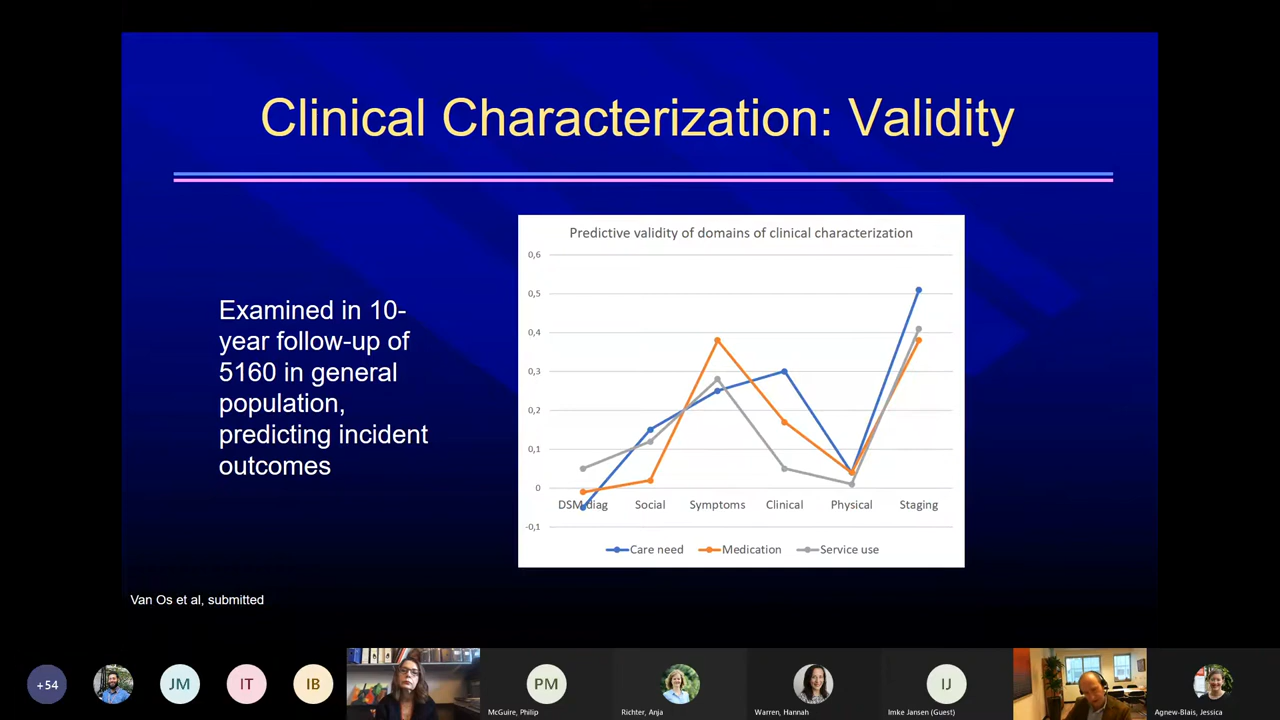 Clinical Characterization: Validity
Examined in 10-
year follow-up of
5160 in general
population,
predicting incident
outcomes
Predictive validity of domains of clinical characterization
0,6
0,5
0,4
0,3
0,2
0,1
0
-0,1
DSM diag Social Symptoms Clinical Physical Staging
Care need Medication Service use
Van Os et al, submitted
+54 JM IT IB PM IJ
McGuire, Philip Richter, Anja Warren, Hannah Imke Jansen (Guest) Agnew-Blais, Jessica